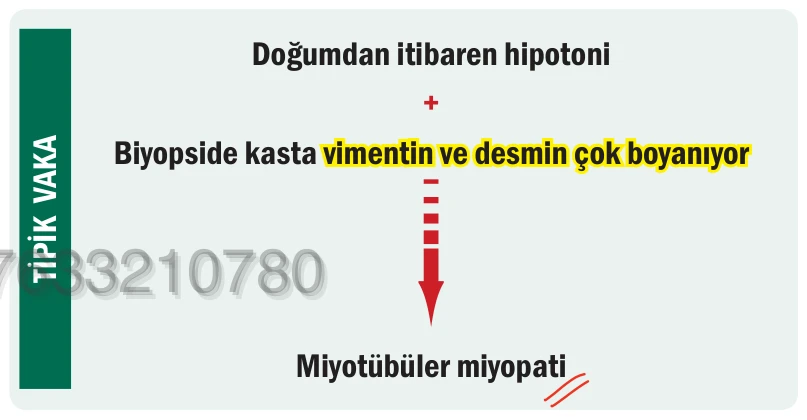 TİPİK VAKA
Doğumdan itibaren hipotoni
+
Biyopside kasta vimentin ve desmin çok boyanıyor
Miyotübüler miyopati